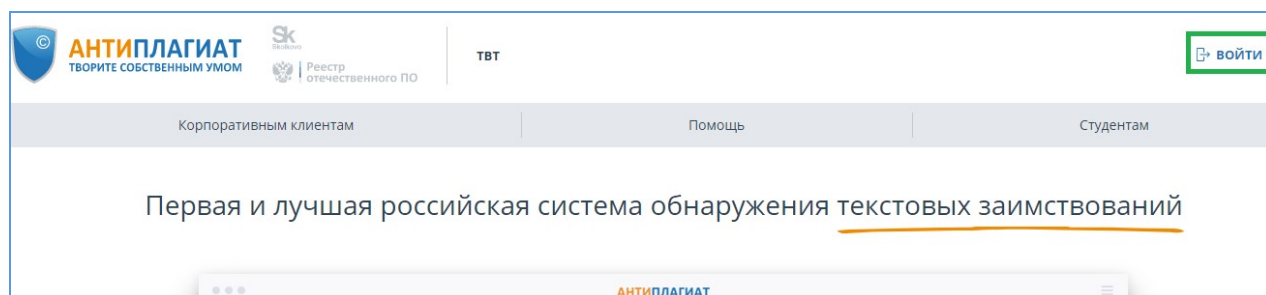 ©
АНТИПЛАГИАТ
ТВОРИТЕ СОБСТВЕННЫМ УМОМ
Sk
Skolkovo
Реестр
отечественного ПО
ТВТ
ВОЙТИ
Корпоративным клиентам
Помощь
Студентам
Первая и лучшая российская система обнаружения текстовых заимствований
АНТИПЛАГИАТ